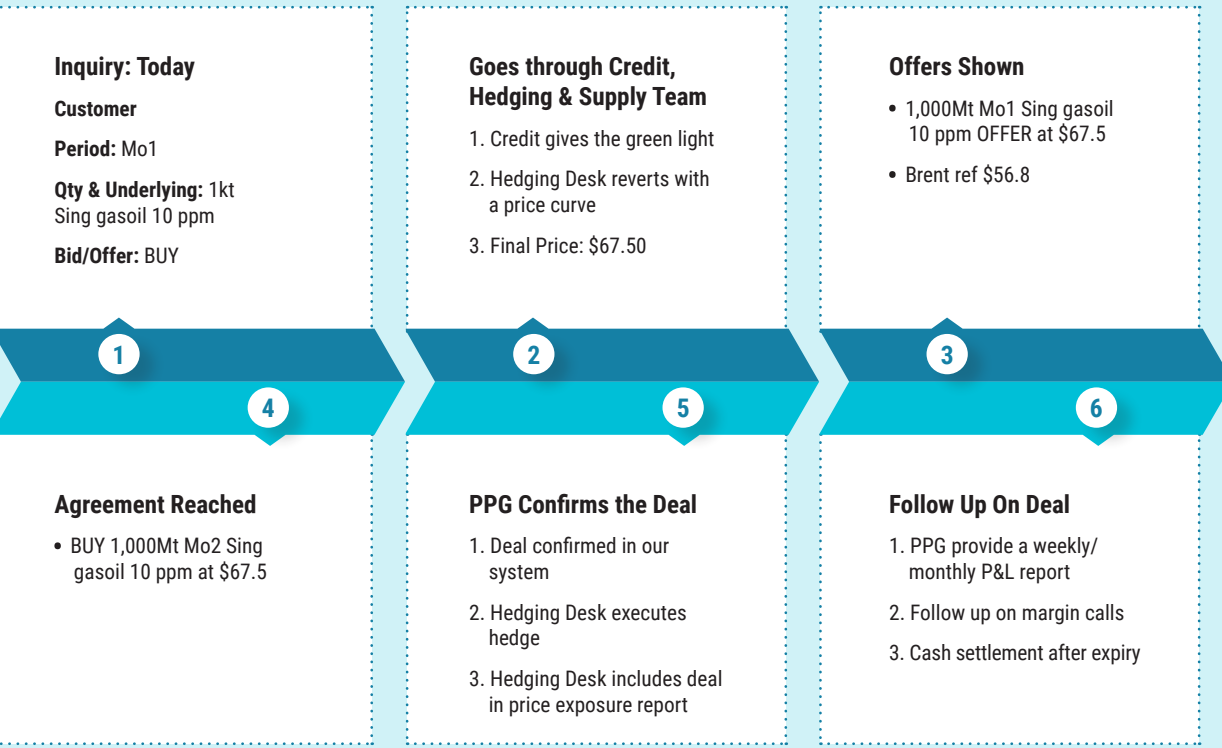 Inquiry: Today
Customer
Period: Mo1
Qty & Underlying: 1kt
Sing gasoil 10 ppm
Bid/Offer: BUY
Goes through Credit,
Hedging & Supply Team
1. Credit gives the green light
2. Hedging Desk reverts with
a price curve
3. Final Price: $67.50
Offers Shown
• 1,000Mt Mo1 Sing gasoil
10 ppm OFFER at $67.5
• Brent ref $56.8
1
2
3
4
5
6
Agreement Reached
• BUY 1,000Mt Mo2 Sing
gasoil 10 ppm at $67.5
PPG Confirms the Deal
1. Deal confirmed in our
system
2. Hedging Desk executes
hedge
3. Hedging Desk includes deal
in price exposure report
Follow Up On Deal
1. PPG provide a weekly/
monthly P&L report
2. Follow up on margin calls
3. Cash settlement after expiry